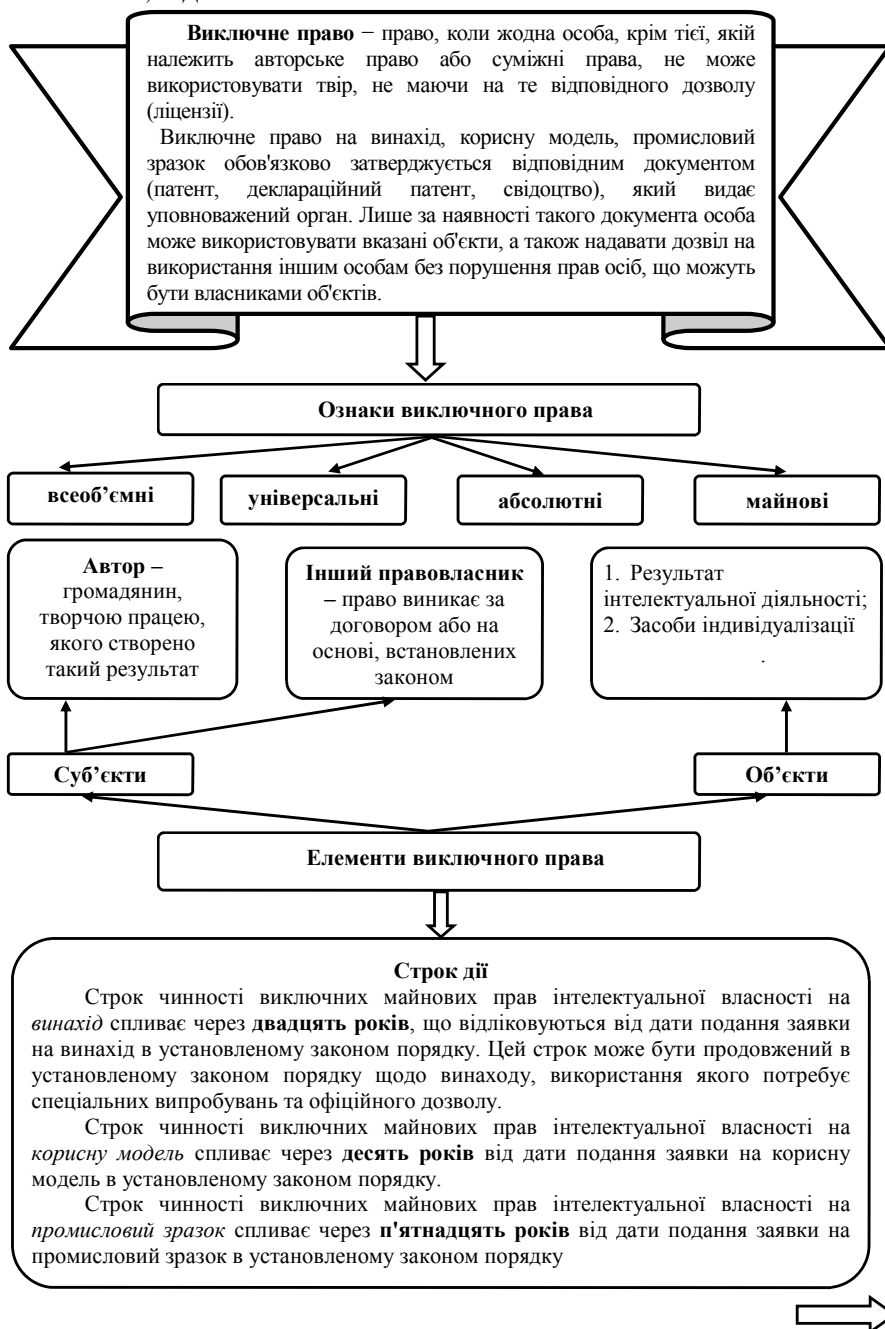 Виключне право − право, коли жодна особа, крім тієї, якій
належить авторське право або суміжні права, не може
використовувати твір, не маючи на те відповідного дозволу
(ліцензії).
Виключне право на винахід, корисну модель, промисловий
зразок обов'язково затверджується відповідним документом
(патент, деклараційний патент, свідоцтво), який видає
уповноважений орган. Лише за наявності такого документа особа
може використовувати вказані об'єкти, а також надавати дозвіл на
використання іншим особам без порушення прав осіб, що можуть
бути власниками об'єктів.
Ознаки виключного права
всеоб’ємні
універсальні
абсолютні
майнові
Автор –
громадянин,
творчою працею,
якого створено
такий результат
Інший правовласник
– право виникає за
договором або на
основі, встановлених
законом
1. Результат
інтелектуальної діяльності;
2. Засоби індивідуалізації
.
Суб’єкти
Об’єкти
Елементи виключного права
Строк дії
Строк чинності виключних майнових прав інтелектуальної власності на
винахід спливає через двадцять років, що відліковуються від дати подання заявки
на винахід в установленому законом порядку. Цей строк може бути продовжений в
установленому законом порядку щодо винаходу, використання якого потребує
спеціальних випробувань та офіційного дозволу.
Строк чинності виключних майнових прав інтелектуальної власності на
корисну модель спливає через десять років від дати подання заявки на корисну
модель в установленому законом порядку.
Строк чинності виключних майнових прав інтелектуальної власності на
промисловий зразок спливає через п'ятнадцять років від дати подання заявки на
промисловий зразок в установленому законом порядку